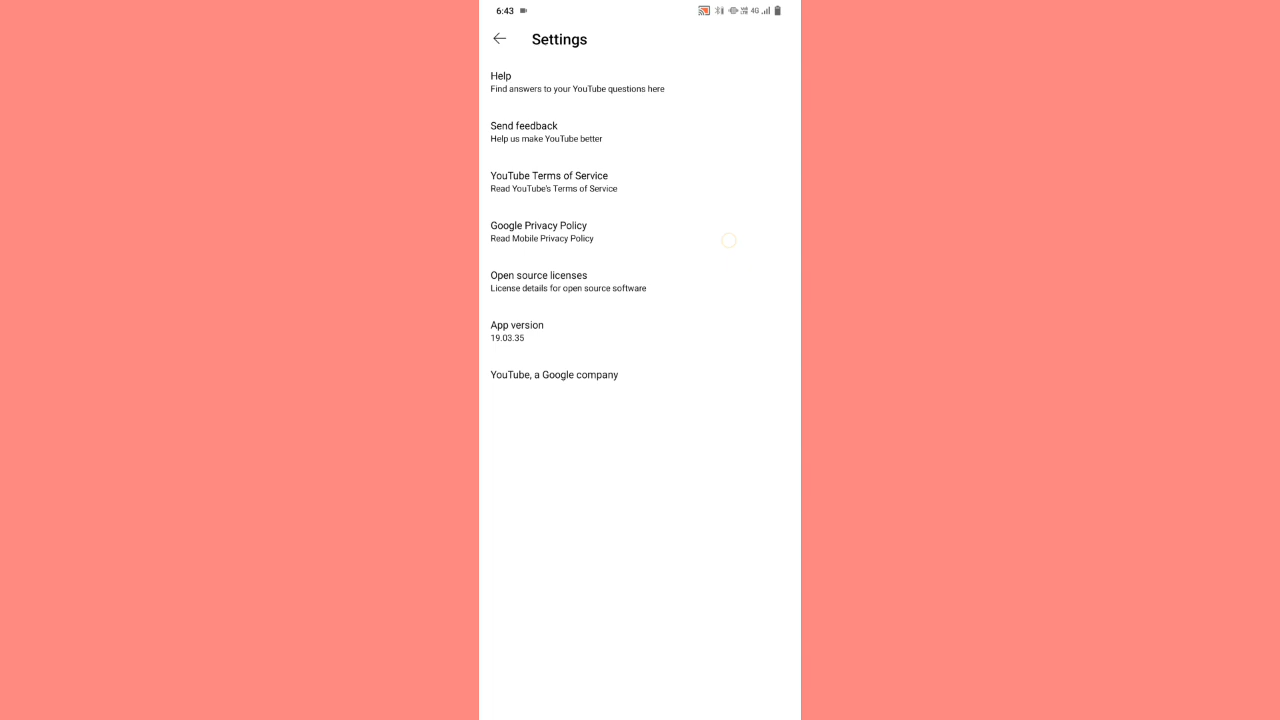 6:43
4G
Settings
Help
Find answers to your YouTube questions here
Send feedback
Help us make YouTube better
YouTube Terms of Service
Read YouTube's Terms of Service
Google Privacy Policy
Read Mobile Privacy Policy
Open source licenses
License details for open source software
App version
19.03.35
YouTube, a Google company